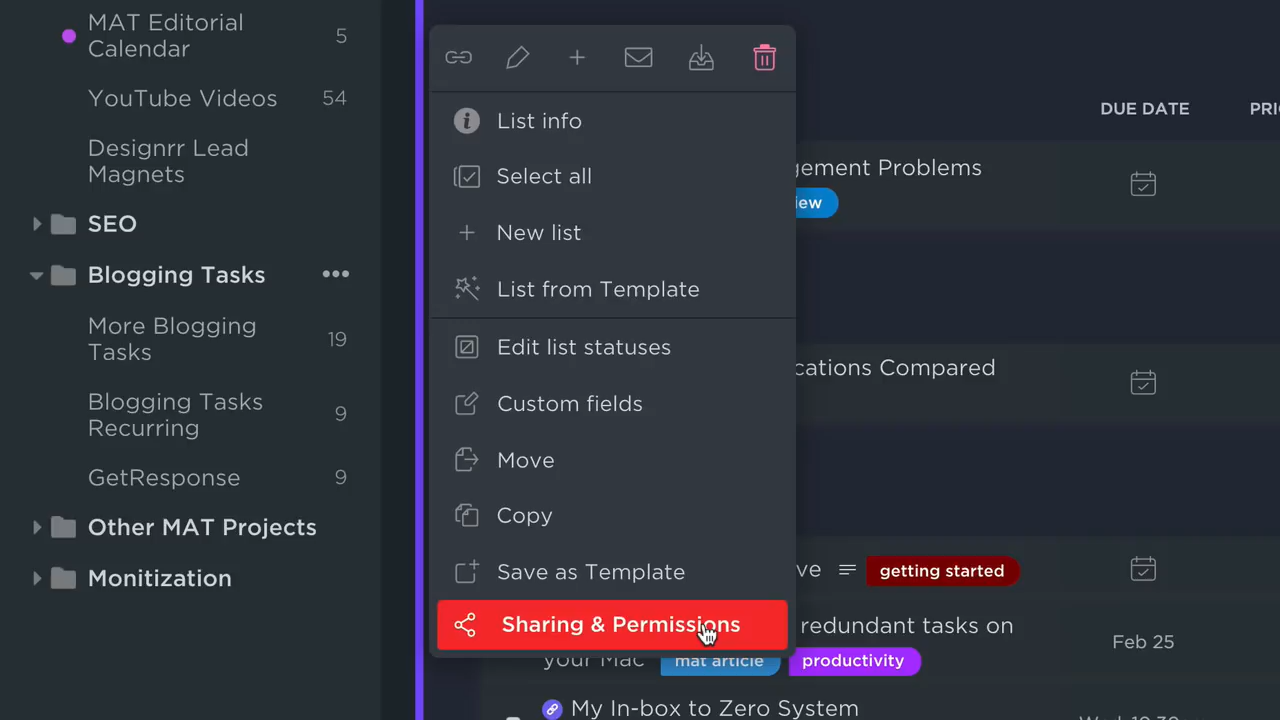 MAT Editorial
Calendar
5
YouTube Videos
54
Designrr Lead
Magnets
SEO
Blogging Tasks
More Blogging
Tasks
19
Blogging Tasks
Recurring
9
GetResponse
9
Other MAT Projects
Monitization
List info
Select all
New list
List from Template
Edit list statuses
Custom fields
Move
Copy
Save as Template
Sharing & Permissions
DUE DATE
PRI
gement Problems
iew
cations Compared
ve
getting started
redundant tasks on
your Mac
mat article
productivity
Feb 25
My In-box to Zero System